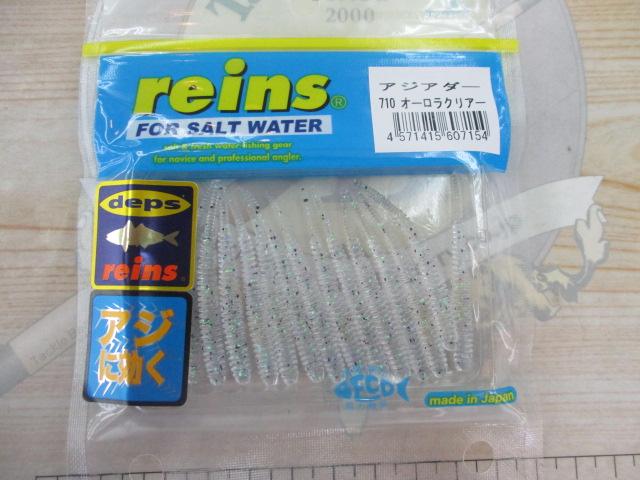 2000
reins®
FOR SALT WATER
salt & fresh water fishing gear
for novice and professional angler.
アジアダー
710 オーロラクリアー
4 571415 607154
deps
reins®
アジ
に効く
ECO
made in Japan